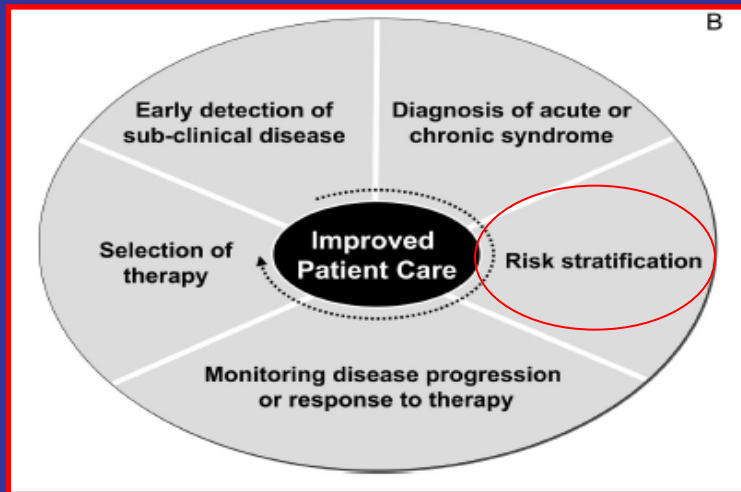 B
Early detection of
sub-clinical disease
Diagnosis of acute or
chronic syndrome
Selection of
therapy
Improved
Patient Care
Risk stratification
Monitoring disease progression
or response to therapy